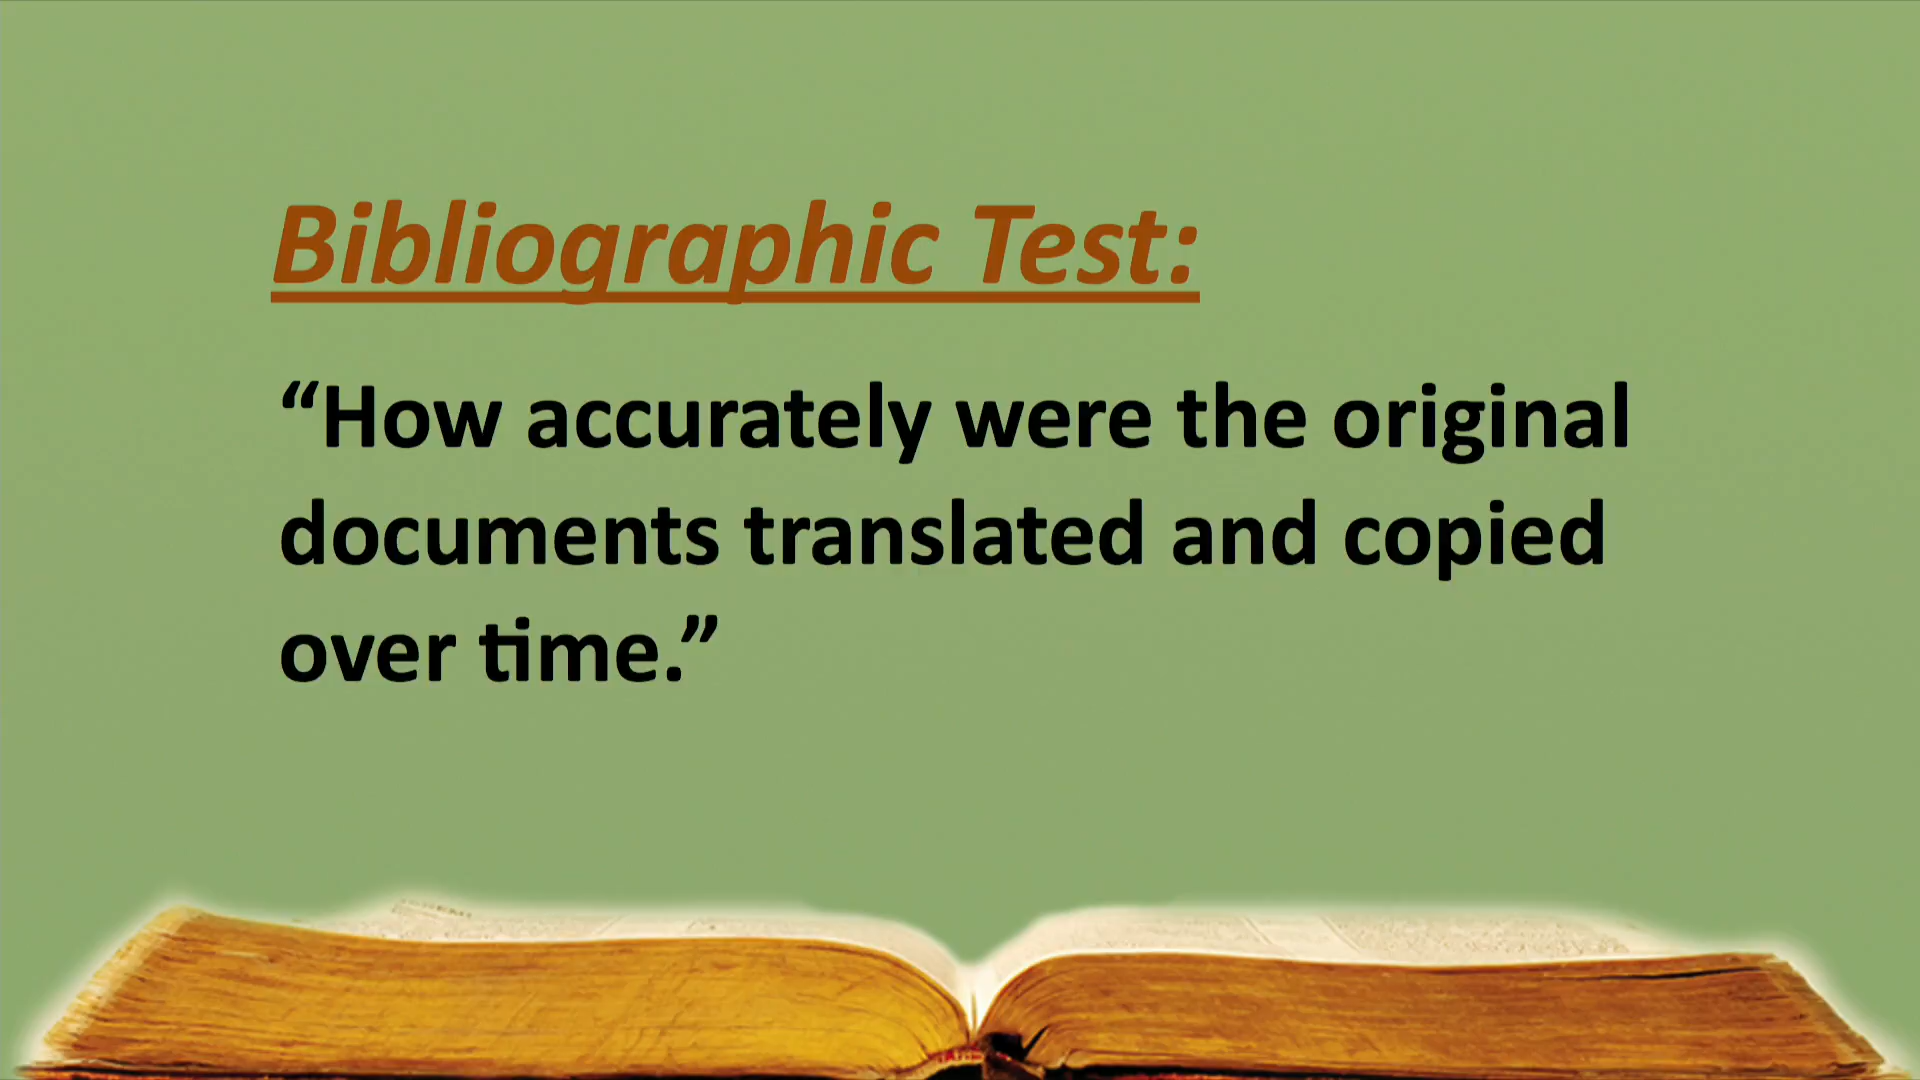 Bibliographic Test:
“How accurately were the original
documents translated and copied
over time.”